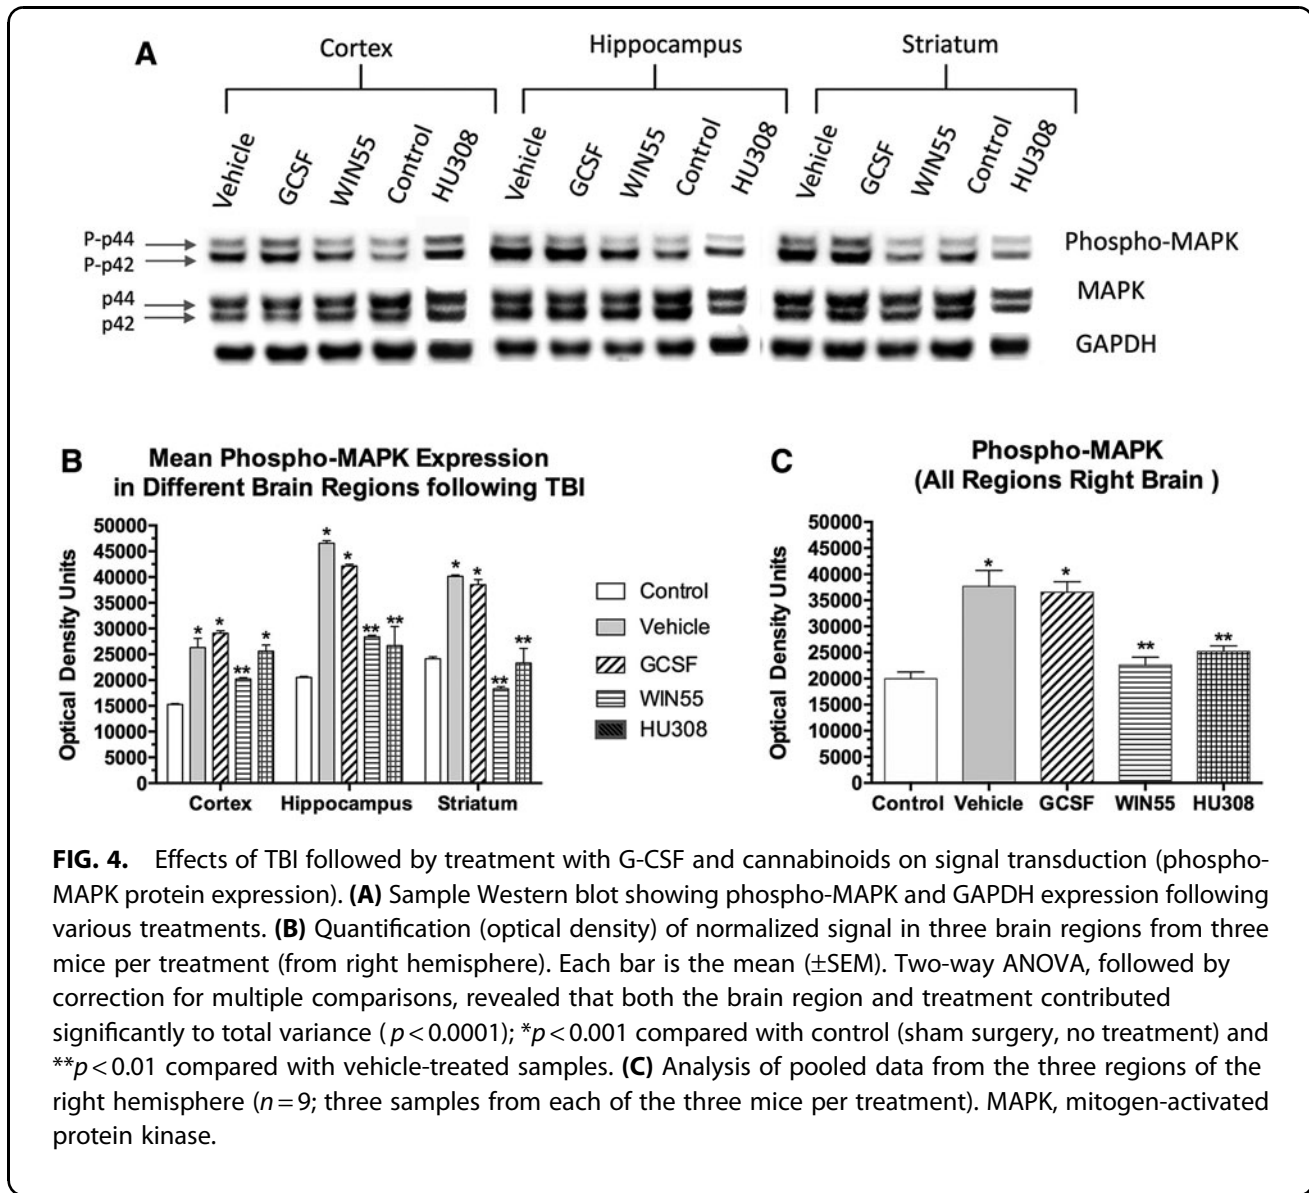 A
Cortex
Hippocampus
Striatum
Vehicle
GCSF
WIN55
Control
HU308
Vehicle
GCSF
WIN55
Control
HU308
Vehicle
GCSF
WIN55
Control
HU308
P-p44
P-p42
p44
p42
Phospho-MAPK
MAPK
GAPDH
B
Mean Phospho-MAPK Expression
in Different Brain Regions following TBI
Optical Density Units
50000
45000
40000
35000
30000
25000
20000
15000
10000
5000
0
* * ** *
* * ** **
* * ** **
Cortex Hippocampus Striatum
Control
Vehicle
GCSF
WIN55
HU308
C
Phospho-MAPK
(All Regions Right Brain )
Optical Density Units
50000
45000
40000
35000
30000
25000
20000
15000
10000
5000
0
* * ** **
Control Vehicle GCSF WIN55 HU308
FIG. 4. Effects of TBI followed by treatment with G-CSF and cannabinoids on signal transduction (phospho-
MAPK protein expression). (A) Sample Western blot showing phospho-MAPK and GAPDH expression following
various treatments. (B) Quantification (optical density) of normalized signal in three brain regions from three
mice per treatment (from right hemisphere). Each bar is the mean (±SEM). Two-way ANOVA, followed by
correction for multiple comparisons, revealed that both the brain region and treatment contributed
significantly to total variance (p<0.0001); *p<0.001 compared with control (sham surgery, no treatment) and
**p<0.01 compared with vehicle-treated samples. (C) Analysis of pooled data from the three regions of the
right hemisphere (n=9; three samples from each of the three mice per treatment). MAPK, mitogen-activated
protein kinase.